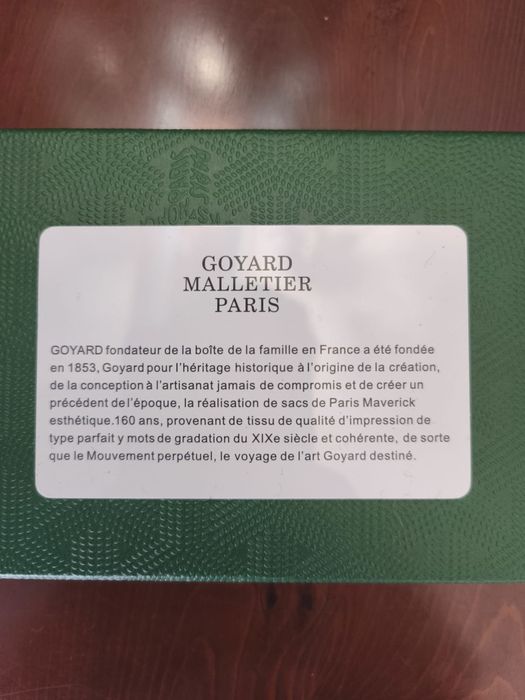 GOYARD
MALLETIER
PARIS
GOYARD fondateur de la boîte de la famille en France a été fondée
en 1853, Goyard pour l'héritage historique à l'origine de la création,
de la conception à l'artisanat jamais de compromis et de créer un
précédent de l'époque, la réalisation de sacs de Paris Maverick
esthétique.160 ans, provenant de tissu de qualité d'impression de
type parfait y mots de gradation du XIXe siècle et cohérente, de sorte
que le Mouvement perpétuel, le voyage de l'art Goyard destiné.